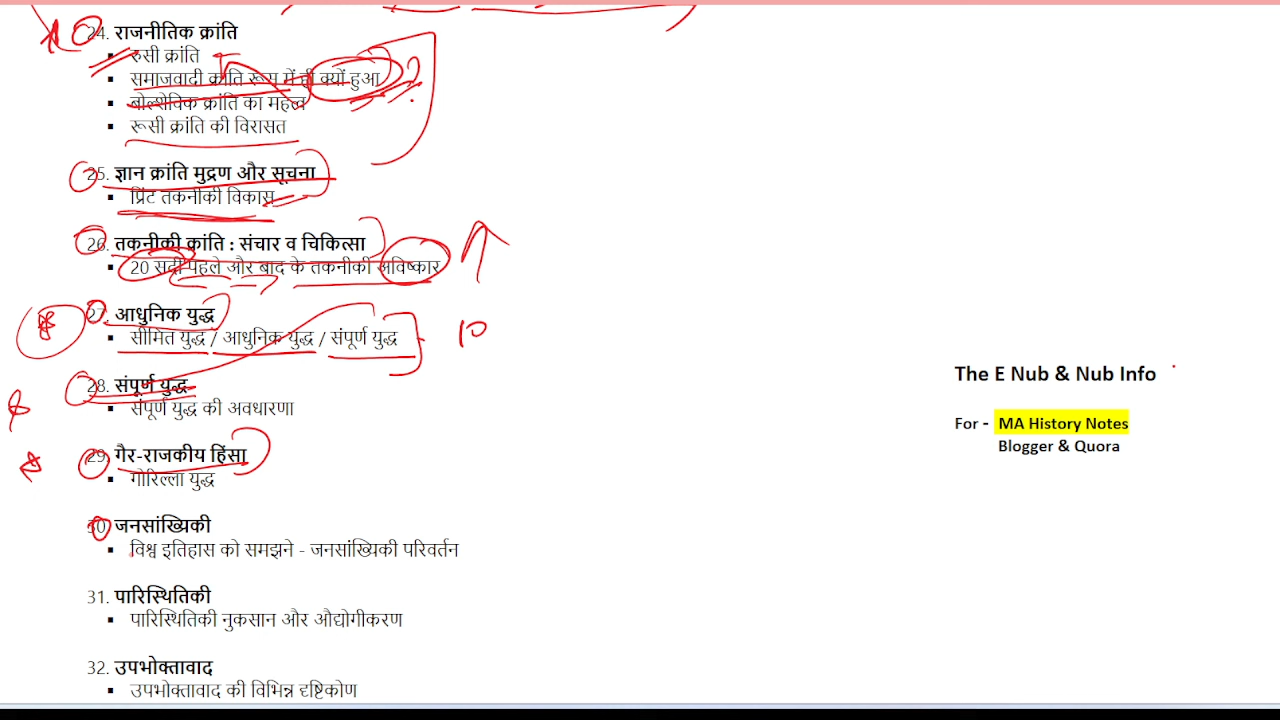 24. राजनीतिक क्रांति
▪ रुसी क्रांति
▪ समाजवादी क्रांति रूस में ही क्यों हुआ ?
▪ बोल्शेविक क्रांति का महत्व
▪ रूसी क्रांति की विरासत
25. ज्ञान क्रांति मुद्रण और सूचना
▪ प्रिंट तकनीकी विकास
26. तकनीकी क्रांति : संचार व चिकित्सा
▪ 20 सदी पहले और बाद के तकनीकी अविष्कार
27. आधुनिक युद्ध
▪ सीमित युद्ध / आधुनिक युद्ध / संपूर्ण युद्ध
10
28. संपूर्ण युद्ध
▪ संपूर्ण युद्ध की अवधारणा
29. गैर-राजकीय हिंसा
▪ गोरिल्ला युद्ध
30. जनसांख्यिकी
▪ विश्व इतिहास को समझने - जनसांख्यिकी परिवर्तन
31. पारिस्थितिकी
▪ पारिस्थितिकी नुकसान और औद्योगीकरण
32. उपभोक्तावाद
▪ उपभोक्तावाद की विभिन्न दृष्टिकोण
The E Nub & Nub Info
For - MA History Notes
Blogger & Quora